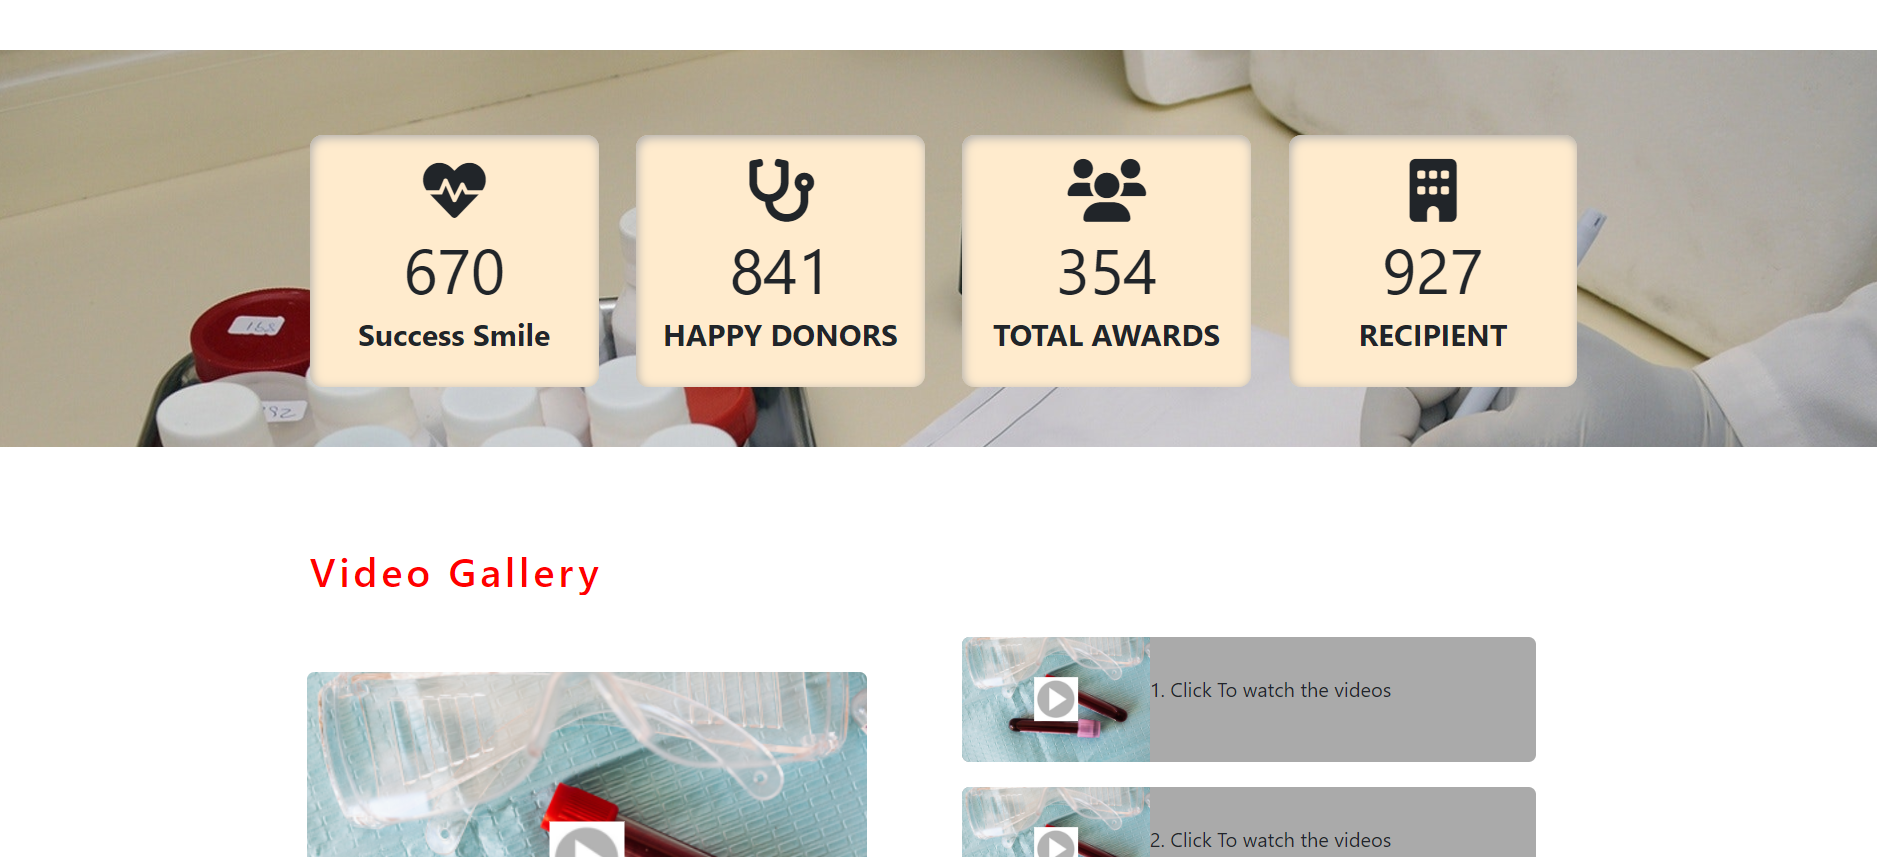 670
Success Smile
841
HAPPY DONORS
354
TOTAL AWARDS
927
RECIPIENT
168
Video Gallery
1. Click To watch the videos
2. Click To watch the videos